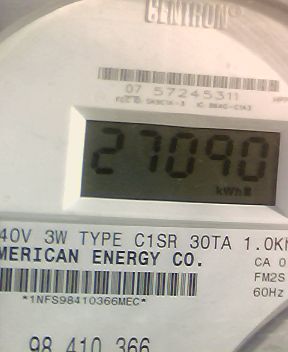 CENTRON®
07 57245311
27090
kWh
40V 3W TYPE C1SR 30TA 1.0K
MERICAN ENERGY CO.
CA 0
FM2S
*1NFS98410366MEC*
60Hz
98 410 366